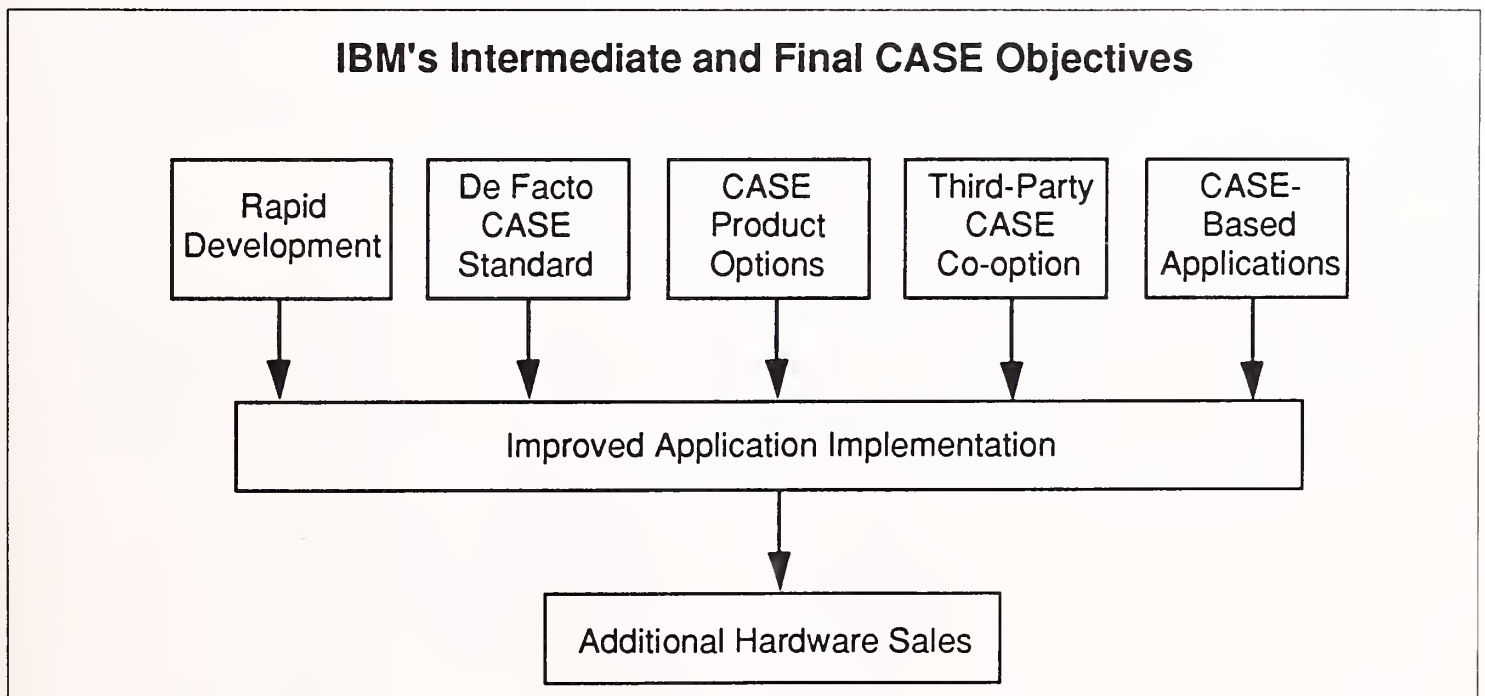 IBM's Intermediate and Final CASE Objectives
Rapid
Development
De Facto
CASE
Standard
CASE
Product
Options
Third-Party
CASE
Co-option
CASE-
Based
Applications
Improved Application Implementation
Additional Hardware Sales